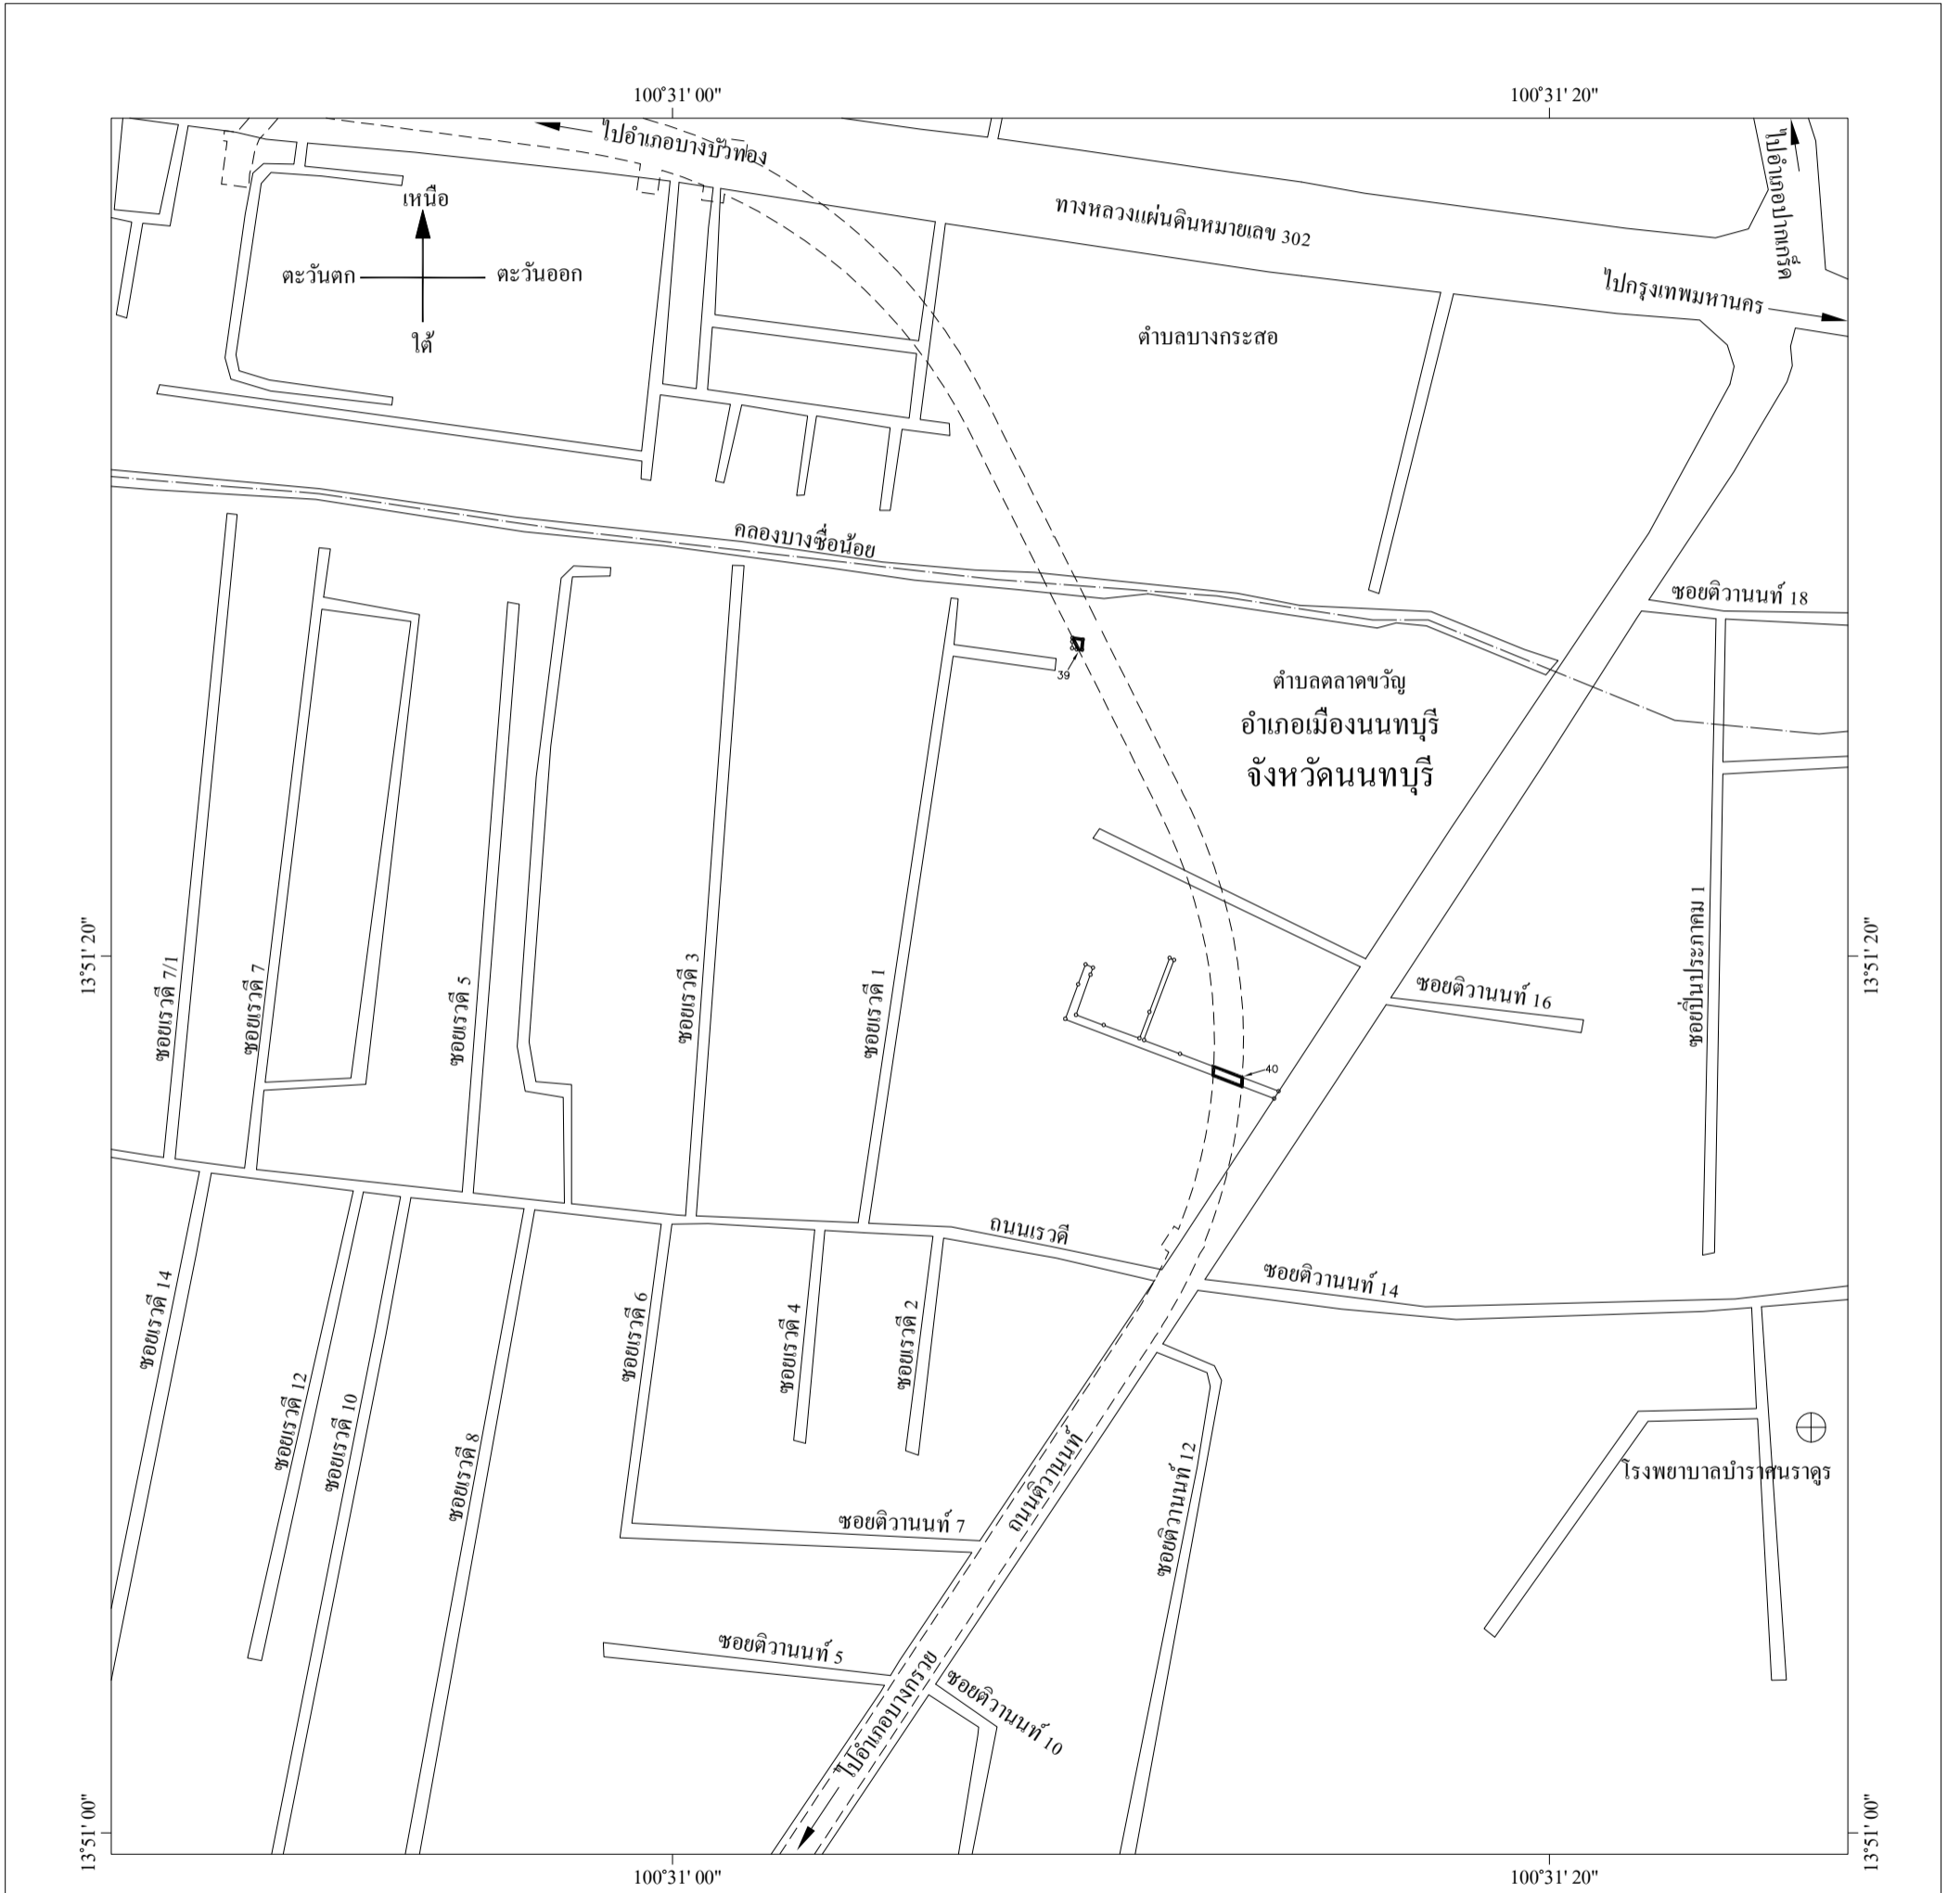 100°31' 00"
100°31' 20"
ไปอำเภอบางบัวทอง
ไปอำเภอปากเกร็ด
เหนือ
ทางหลวงแผ่นดินหมายเลข 302
ตะวันตก
ตะวันออก
ไปกรุงเทพมหานคร
ใต้
ตำบลบางกระสอ
คลองบางซื่อน้อย
ซอยติวานนท์ 18
39
ตำบลตลาดขวัญ
อำเภอเมืองนนทบุรี
จังหวัดนนทบุรี
13°51' 20"
13°51' 20"
ซอยเรวดี 7/1
ซอยเรวดี 7
ซอยเรวดี 5
ซอยเรวดี 3
ซอยเรวดี 1
ซอยติวานนท์ 16
ซอยปิ่นประภาคม 1
40
ถนนเรวดี
ซอยติวานนท์ 14
ซอยเรวดี 14
ซอยเรวดี 12
ซอยเรวดี 10
ซอยเรวดี 8
ซอยเรวดี 6
ซอยเรวดี 4
ซอยเรวดี 2
ถนนติวานนท์
ซอยติวานนท์ 12
โรงพยาบาลบำราศนราดูร
ซอยติวานนท์ 7
ซอยติวานนท์ 5
ไปอำเภอบางกรวย
ซอยติวานนท์ 10
13°51' 00"
13°51' 00"
100°31' 00"
100°31' 20"